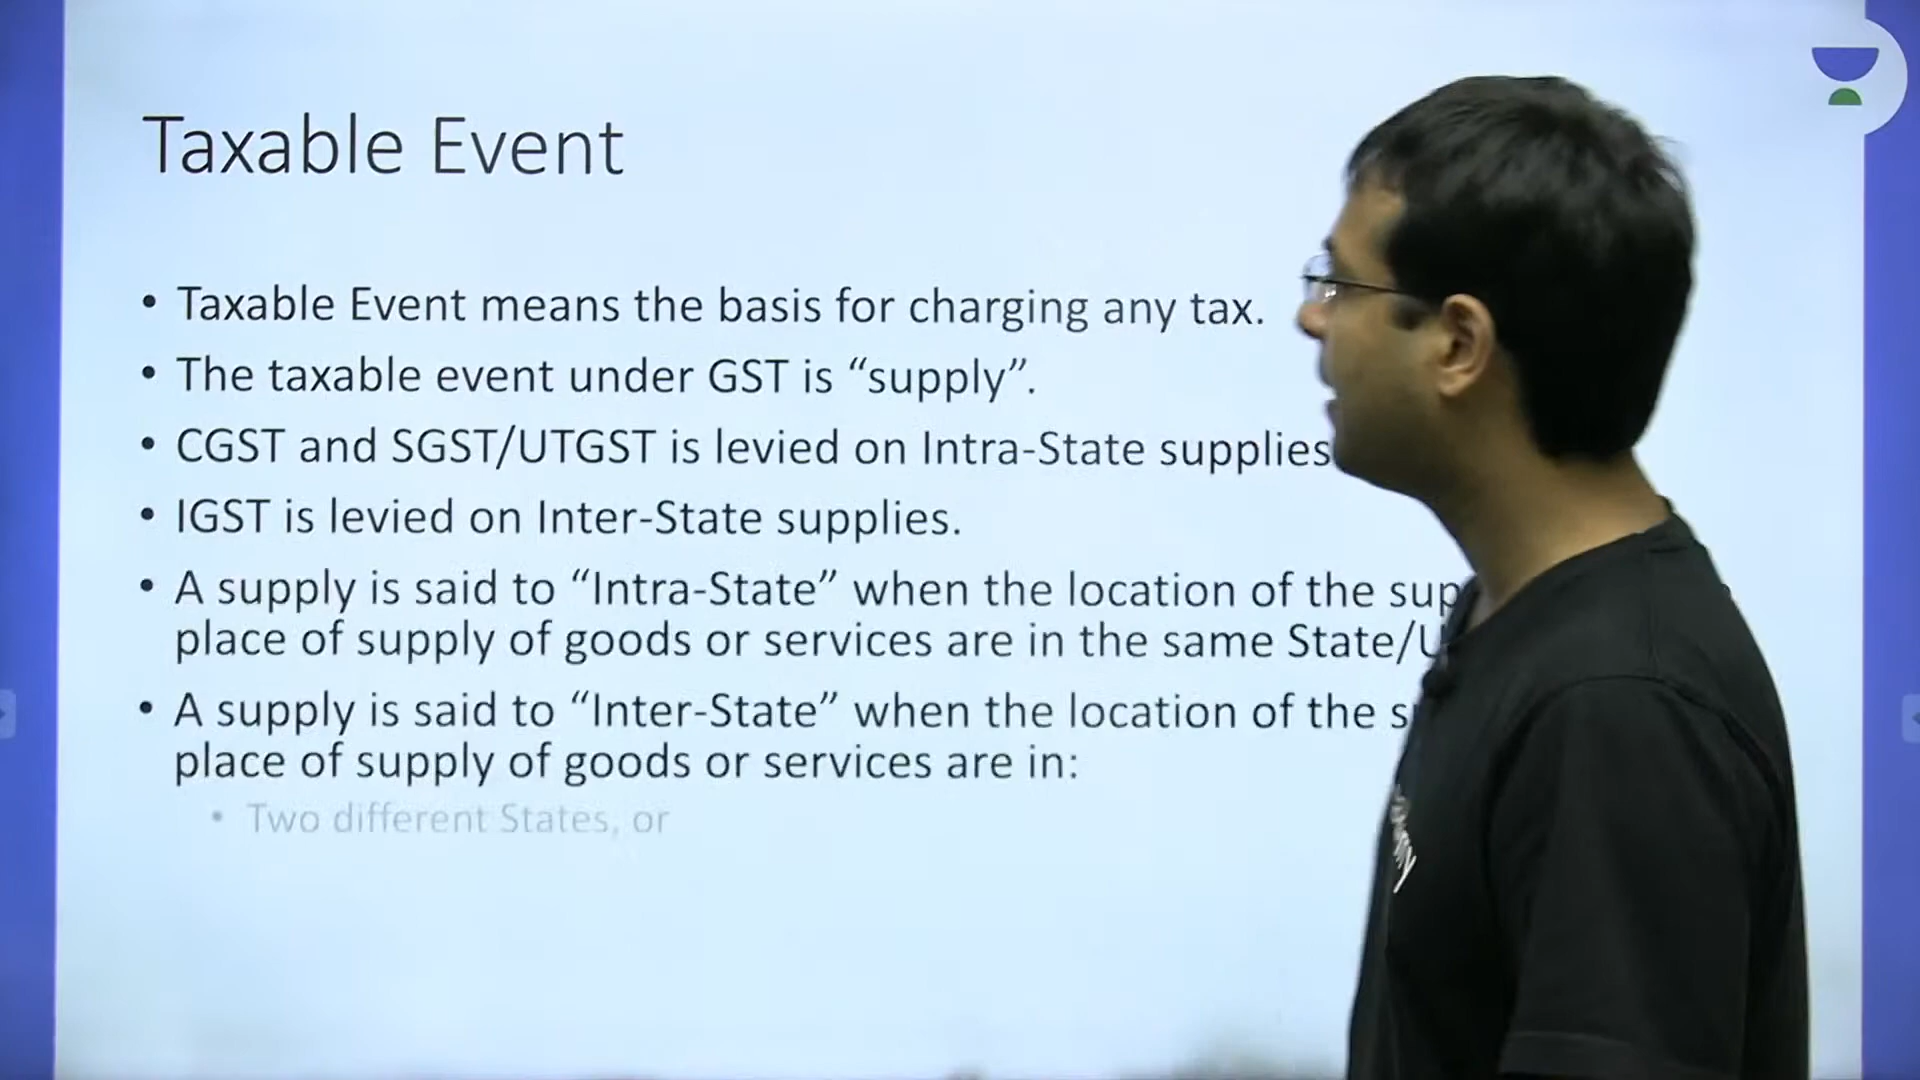 Taxable Event
• Taxable Event means the basis for charging any tax.
• The taxable event under GST is “supply”.
• CGST and SGST/UTGST is levied on Intra-State supplies
• IGST is levied on Inter-State supplies.
• A supply is said to “Intra-State” when the location of the
place of supply of goods or services are in the same
• A supply is said to “Inter-State” when the location of the
place of supply of goods or services are in:
• Two different States, or